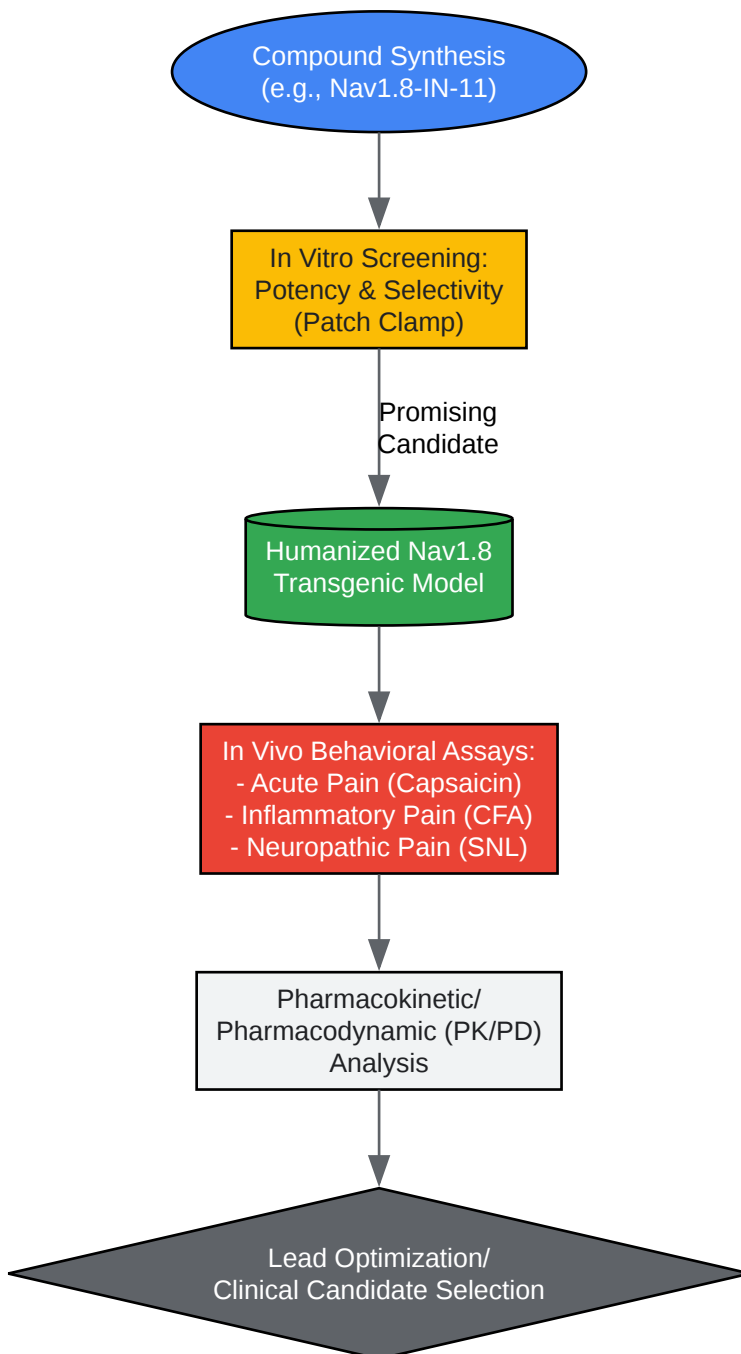 Compound Synthesis
(e.g., Nav1.8-IN-11)
In Vitro Screening:
Potency & Selectivity
(Patch Clamp)
Promising
Candidate
Humanized Nav1.8
Transgenic Model
In Vivo Behavioral Assays:
- Acute Pain (Capsaicin)
- Inflammatory Pain (CFA)
- Neuropathic Pain (SNL)
Pharmacokinetic/
Pharmacodynamic (PK/PD)
Analysis
Lead Optimization/
Clinical Candidate Selection